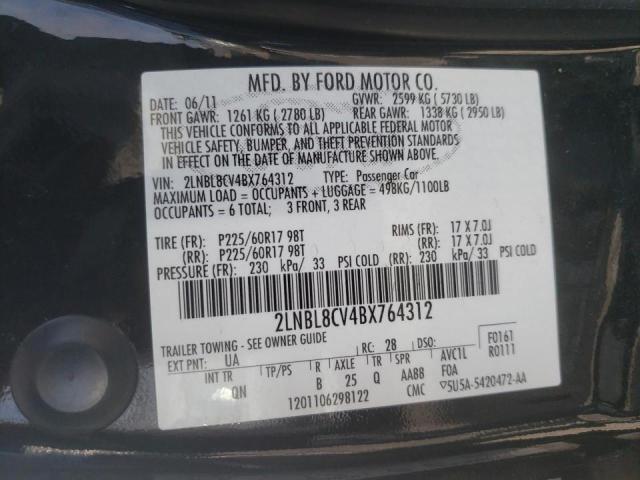 MFD. BY FORD MOTOR CO.
DATE: 06/11 GVWR: 2599 KG ( 5730 LB)
FRONT GAWR: 1261 KG ( 2780 LB) REAR GAWR: 1338 KG ( 2950 LB)
THIS VEHICLE CONFORMS TO ALL APPLICABLE FEDERAL MOTOR
VEHICLE SAFETY, BUMPER, AND THEFT PREVENTION STANDARDS
IN EFFECT ON THE DATE OF MANUFACTURE SHOWN ABOVE.
VIN: 2LNBL8CV4BX764312 TYPE: Passenger Car
MAXIMUM LOAD = OCCUPANTS + LUGGAGE = 498KG/1100LB
OCCUPANTS = 6 TOTAL; 3 FRONT, 3 REAR
TIRE (FR): P225/60R17 98T RIMS (FR): 17 X 7.0J
(RR): P225/60R17 98T (RR): 17 X 7.0J
PRESSURE (FR): 230 kPa/ 33 PSI COLD (RR): 230 kPa/ 33 PSI COLD
2LNBL8CV4BX764312
TRAILER TOWING - SEE OWNER GUIDE
EXT PNT: UA RC: 28 DSO: F0161
R0111
INT TR TP/PS R AXLE TR SPR AVC1L
QN B 25 Q AA88 FOA
1201106298122 CMC 5U5A-5420472-AA